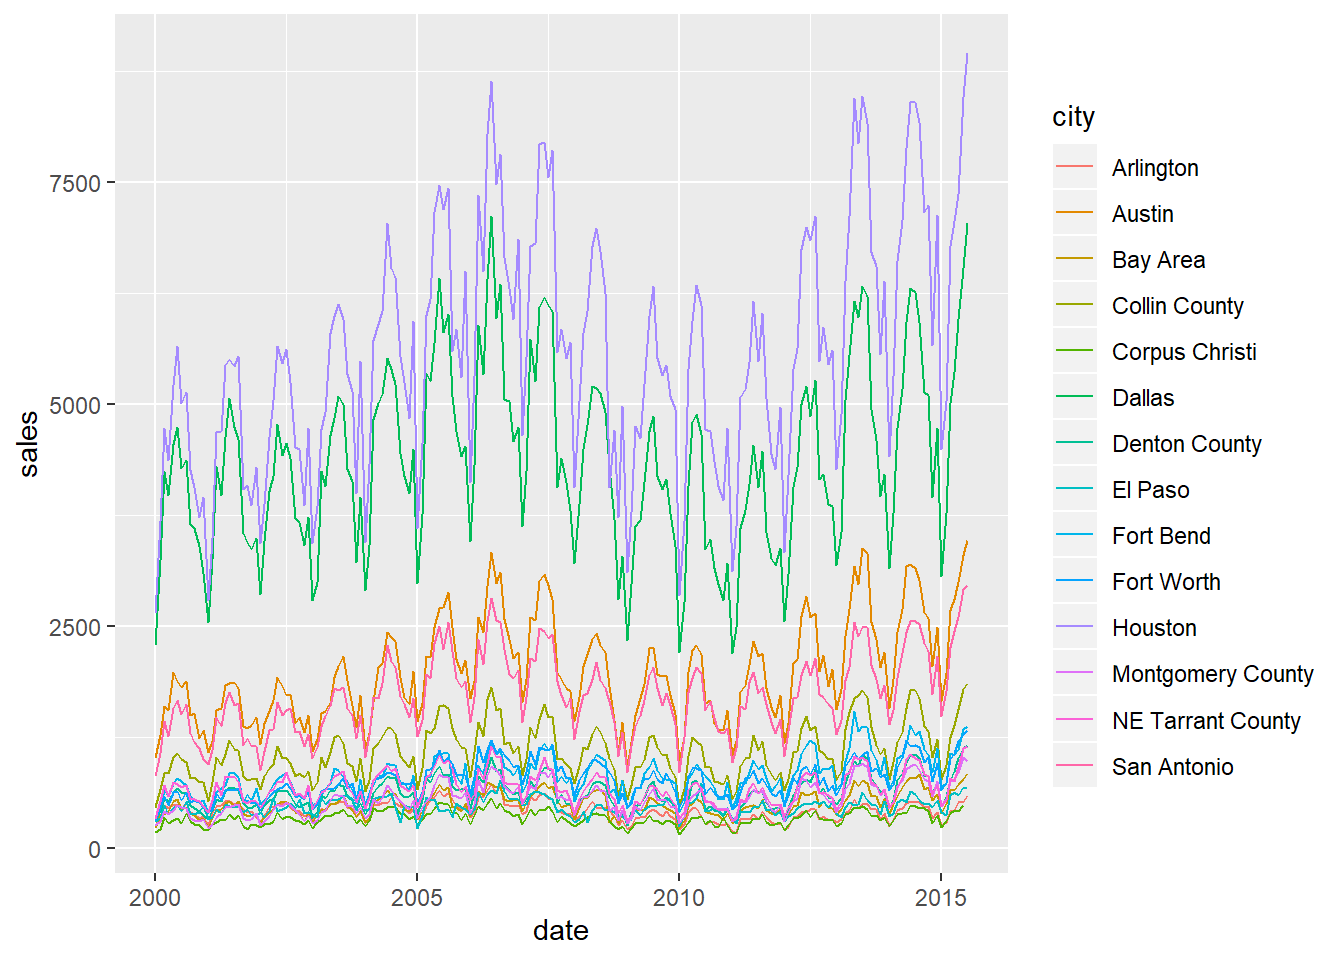 sales
7500
5000
2500
0
2000
2005
2010
2015
date
city
Arlington
Austin
Bay Area
Collin County
Corpus Christi
Dallas
Denton County
El Paso
Fort Bend
Fort Worth
Houston
Montgomery County
NE Tarrant County
San Antonio